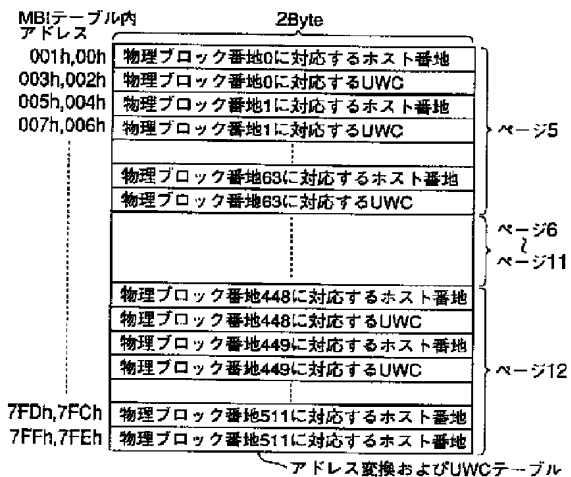 MBIテーブル内
アドレス
2Byte
001h,00h 物理ブロック番地0に対応するホスト番地
003h,002h 物理ブロック番地0に対応するUWC
005h,004h 物理ブロック番地1に対応するホスト番地
007h,006h 物理ブロック番地1に対応するUWC
物理ブロック番地63に対応するホスト番地
物理ブロック番地63に対応するUWC
ページ5
ページ6
~
ページ11
物理ブロック番地448に対応するホスト番地
物理ブロック番地448に対応するUWC
物理ブロック番地449に対応するホスト番地
物理ブロック番地449に対応するUWC
ページ12
7FDh,7FCh 物理ブロック番地511に対応するホスト番地
7FFh,7FEh 物理ブロック番地511に対応するホスト番地
アドレス変換およびUWCテーブル